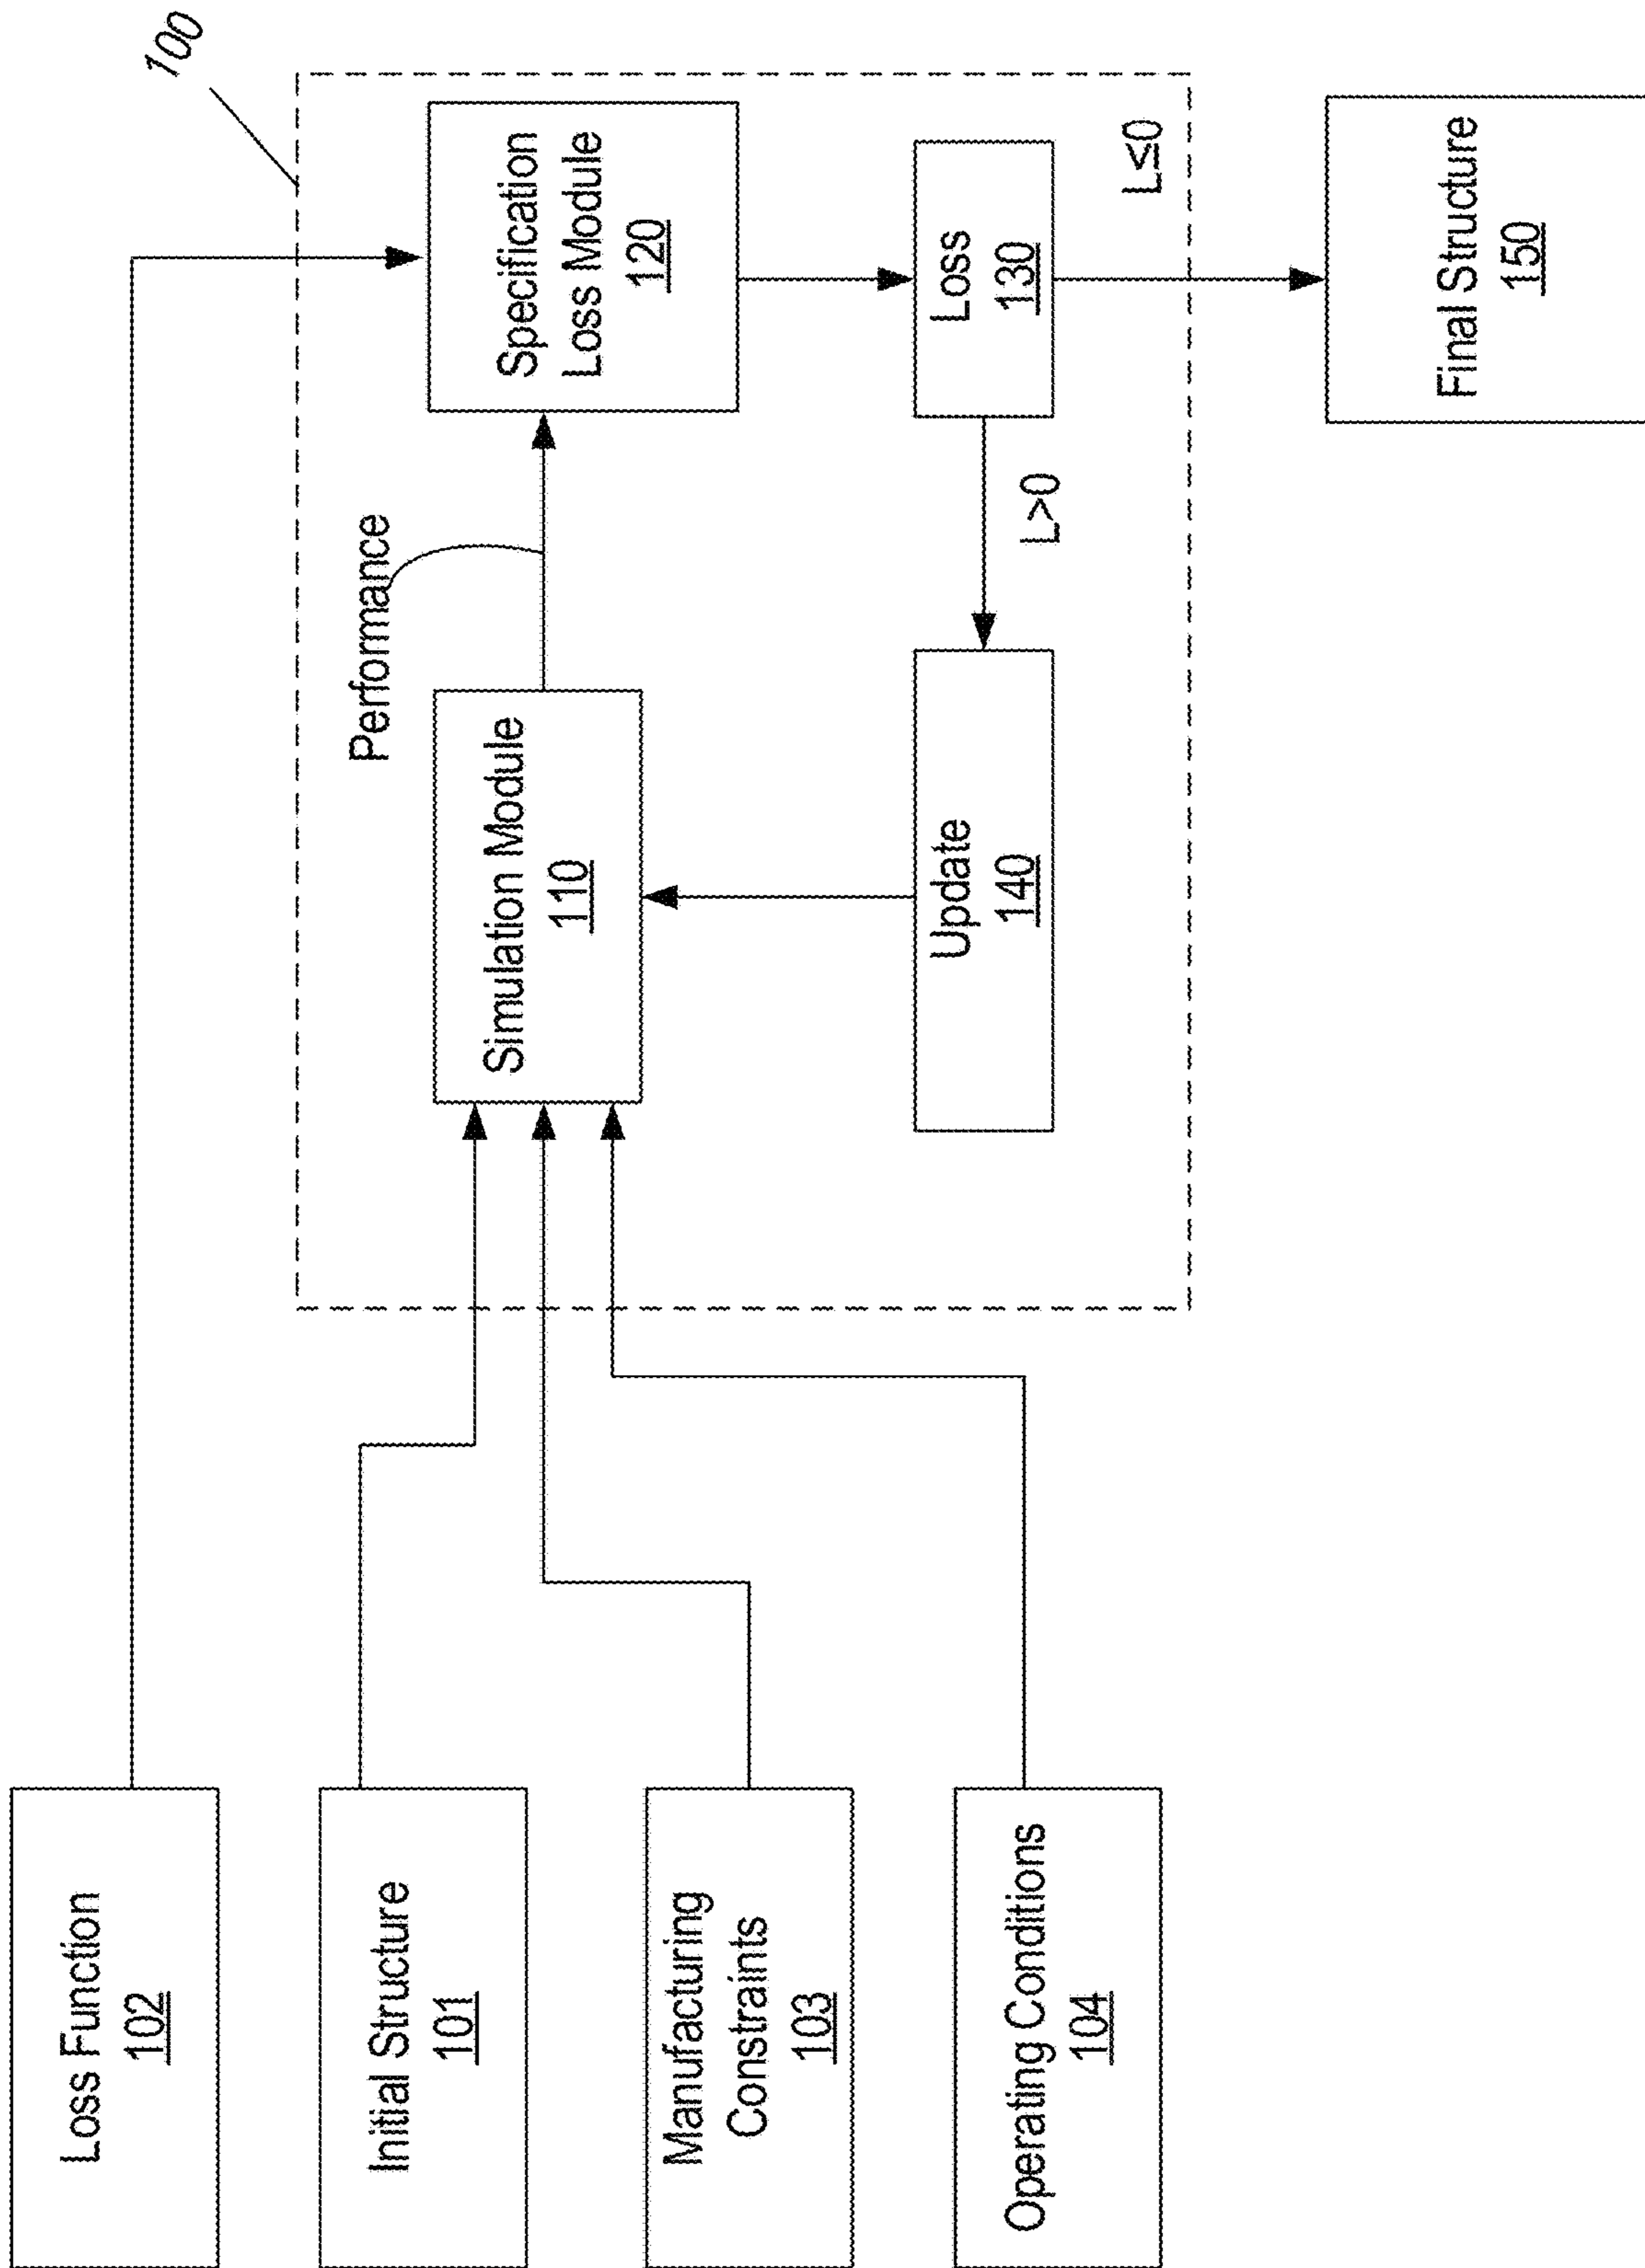 100
Loss Function
102
Initial Structure
101
Manufacturing
Constraints
103
Operating Conditions
104
Performance
Simulation Module
110
Specification
Loss Module
120
Update
140
L>0
Loss
130
L≤0
Final Structure
150